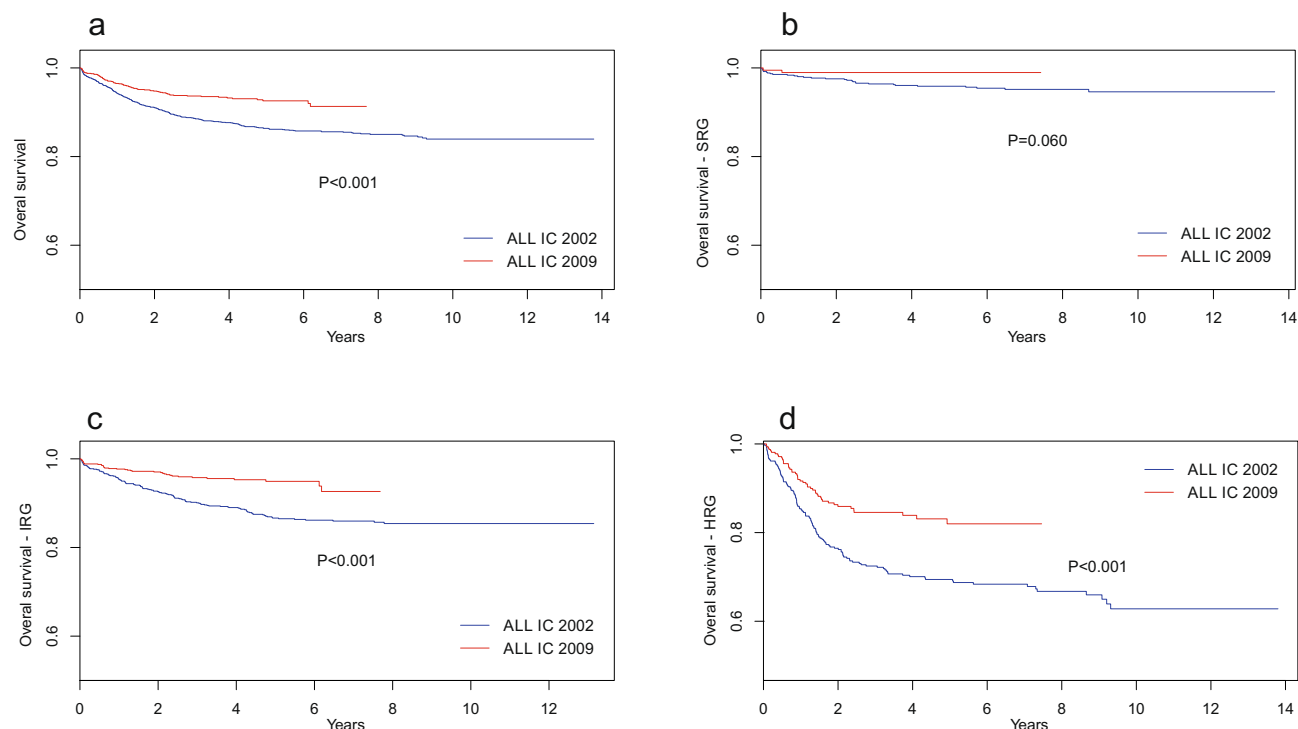 a
Overal survival
1.0
0.8
0.6
P<0.001
ALL IC 2002
ALL IC 2009
0 2 4 6 8 10 12 14
Years
b
Overal survival - SRG
1.0
0.8
0.6
P=0.060
ALL IC 2002
ALL IC 2009
0 2 4 6 8 10 12 14
Years
c
Overal survival - IRG
1.0
0.8
0.6
P<0.001
ALL IC 2002
ALL IC 2009
0 2 4 6 8 10 12
Years
d
Overal survival - HRG
1.0
0.8
0.6
ALL IC 2002
ALL IC 2009
P<0.001
0 2 4 6 8 10 12 14
Years